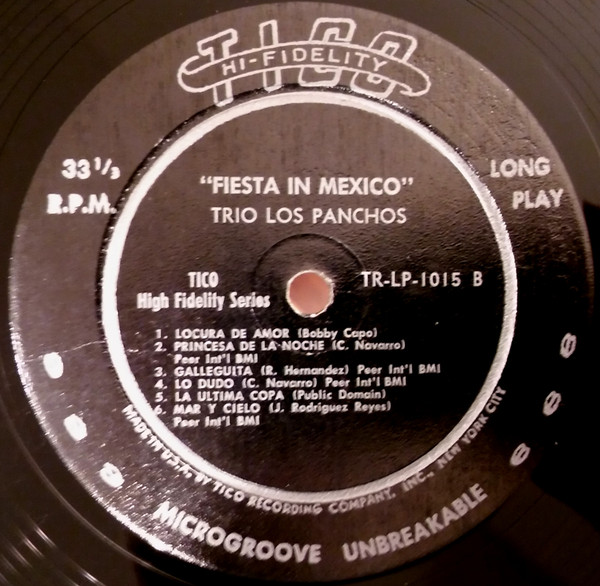 TICO
HI-FIDELITY
33 1/3
R.P.M.
LONG
PLAY
"FIESTA IN MEXICO"
TRIO LOS PANCHOS
TICO
High Fidelity Series
TR-LP-1015 B
1. LOCURA DE AMOR (Bobby Capo)
2. PRINCESA DE LA NOCHE (C. Navarro)
Peer Int'l BMI
3. GALLEGUITA (R. Hernandez) Peer Int'l BMI
4. LO DUDO (C. Navarro) Peer Int'l BMI
5. LA ULTIMA COPA (Public Domain)
6. MAR Y CIELO (J. Rodriguez Reyes)
Peer Int'l BMI
MADE IN U.S.A. BY TICO RECORDING COMPANY, INC., NEW YORK CITY
MICROGROOVE UNBREAKABLE